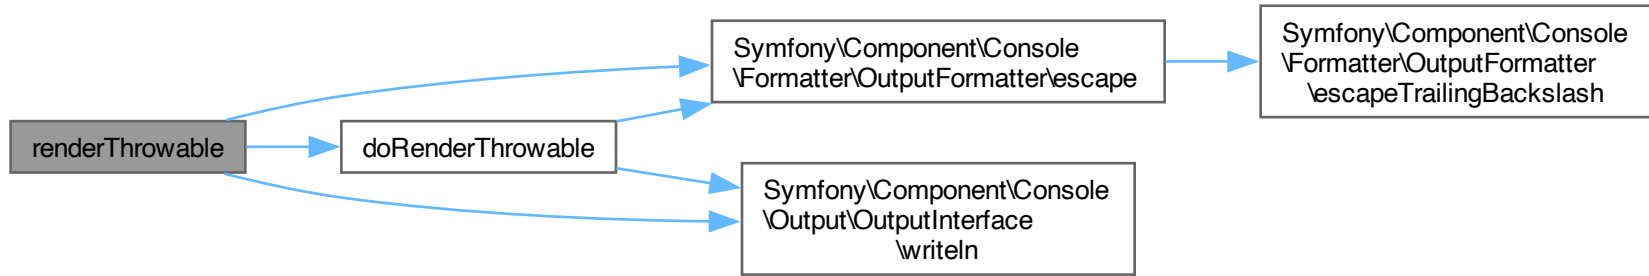 renderThrowable
doRenderThrowable
Symfony\Component\Console
\Formatter\OutputFormatter\escape
Symfony\Component\Console
\Output\OutputInterface
\writeln
Symfony\Component\Console
\Formatter\OutputFormatter
\escapeTrailingBackslash